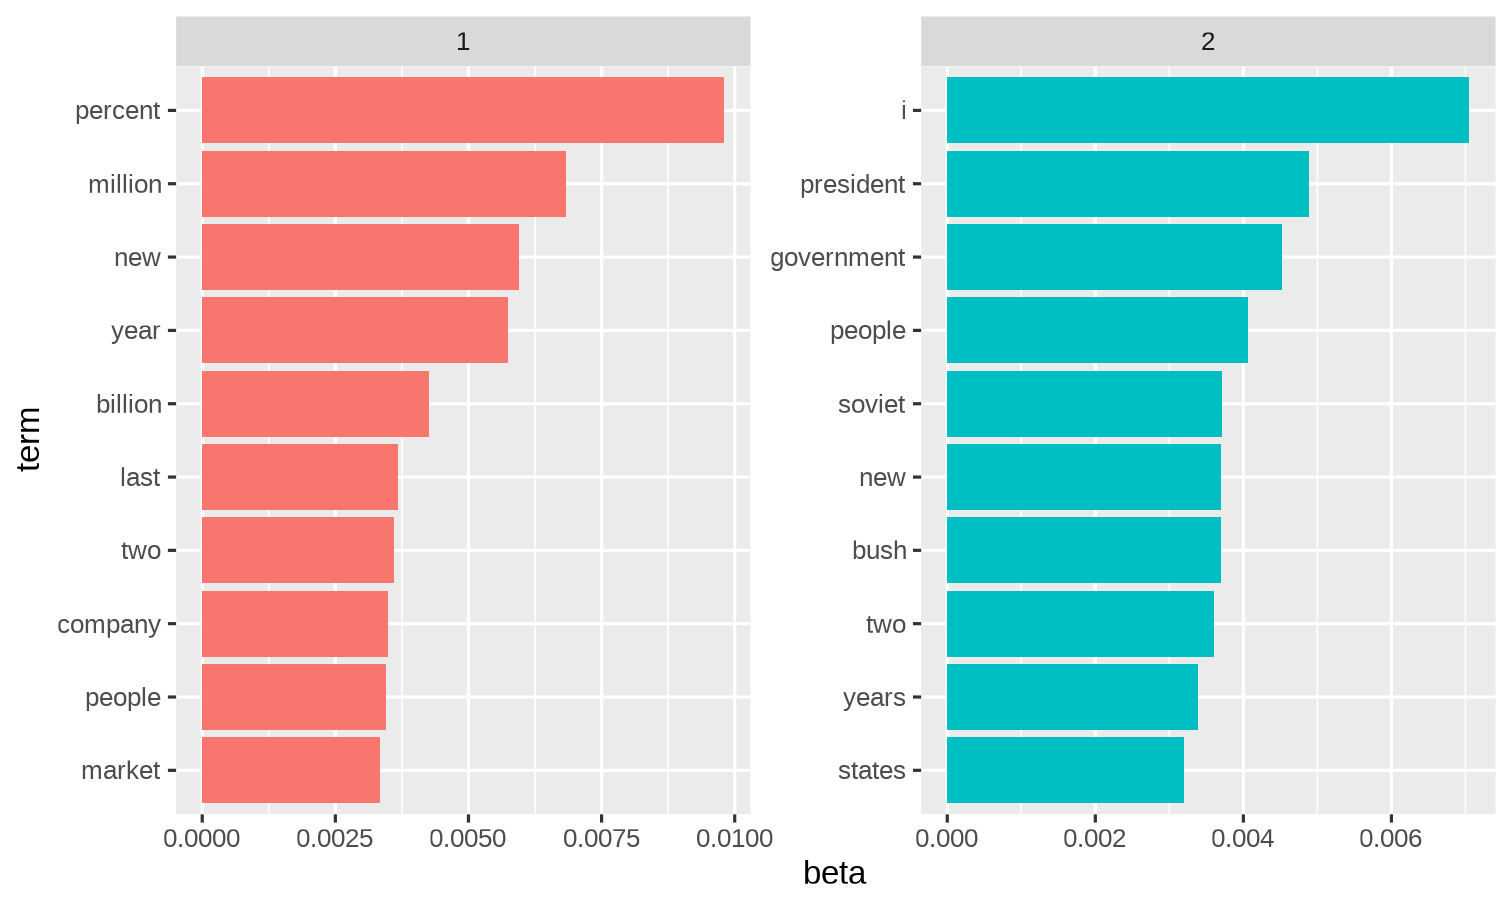 1
2
percent
million
new
year
billion
last
two
company
people
market
i
president
government
people
soviet
new
bush
two
years
states
term
0.0000 0.0025 0.0050 0.0075 0.0100
0.000 0.002 0.004 0.006
beta